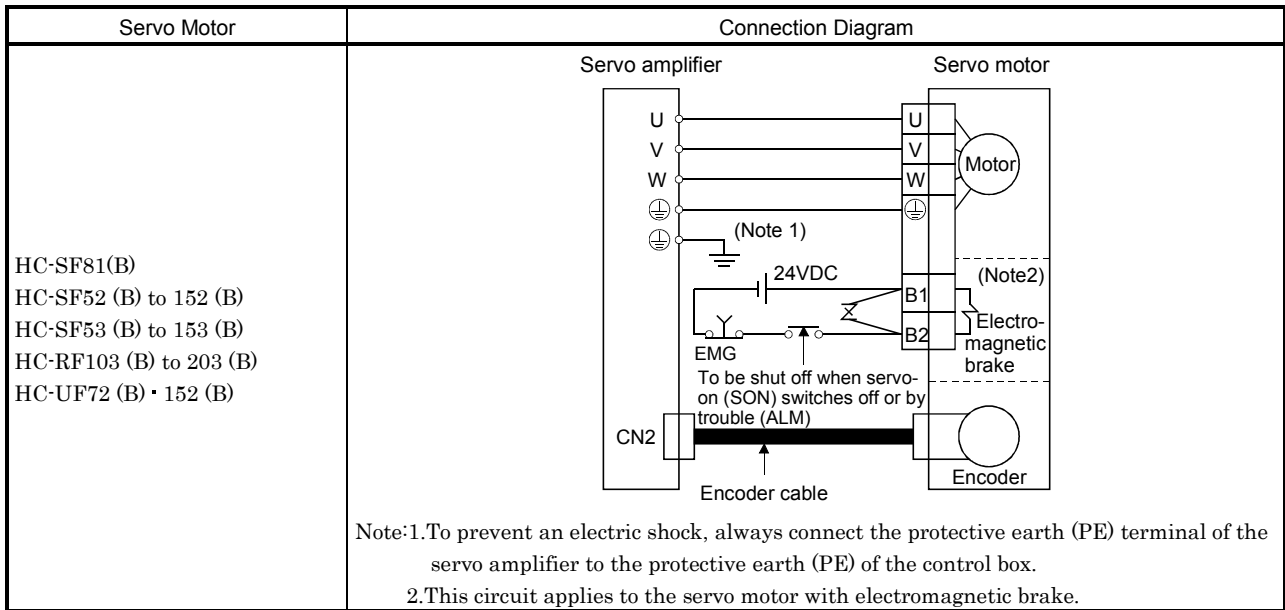 Servo Motor
Connection Diagram
HC-SF81(B)
HC-SF52 (B) to 152 (B)
HC-SF53 (B) to 153 (B)
HC-RF103 (B) to 203 (B)
HC-UF72 (B) ▪ 152 (B)
Servo amplifier
Servo motor
U
U
V
V
W
W
Motor
(Note 1)
24VDC
(Note2)
B1
B2
EMG
Electro-
magnetic
brake
To be shut off when servo-
on (SON) switches off or by
trouble (ALM)
CN2
Encoder
Encoder cable
Note:1.To prevent an electric shock, always connect the protective earth (PE) terminal of the
servo amplifier to the protective earth (PE) of the control box.
2.This circuit applies to the servo motor with electromagnetic brake.